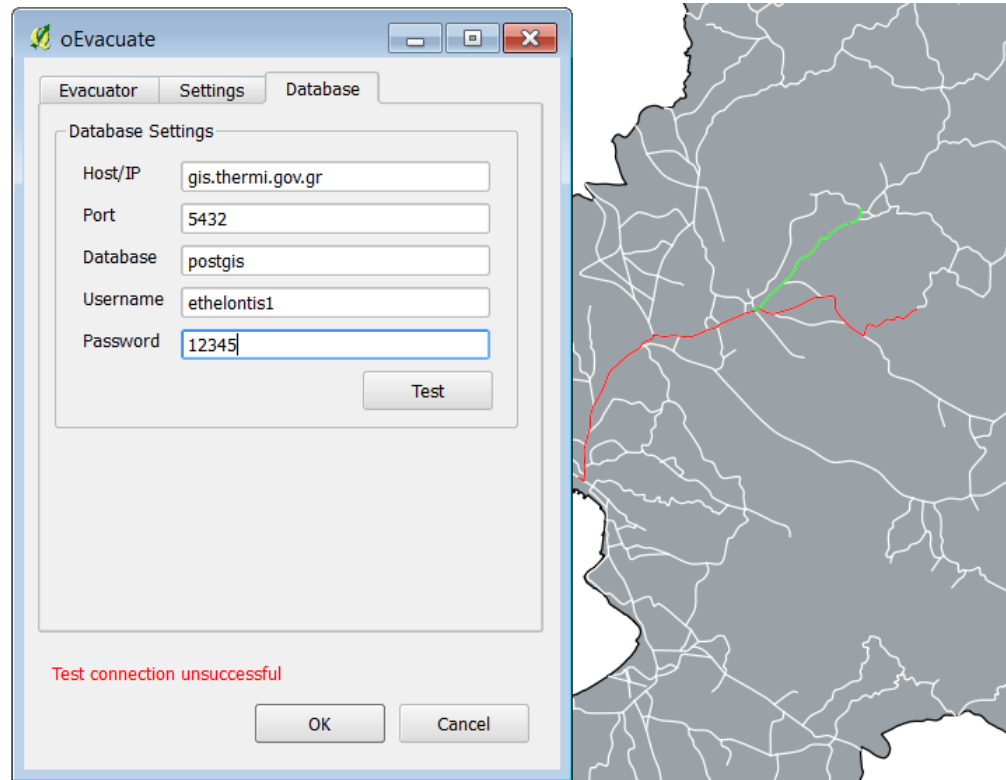 oEvacuate
Evacuator Settings Database
Database Settings
Host/IP gis.thermi.gov.gr
Port 5432
Database postgis
Username ethelontis1
Password 12345
Test
Test connection unsuccessful
OK Cancel